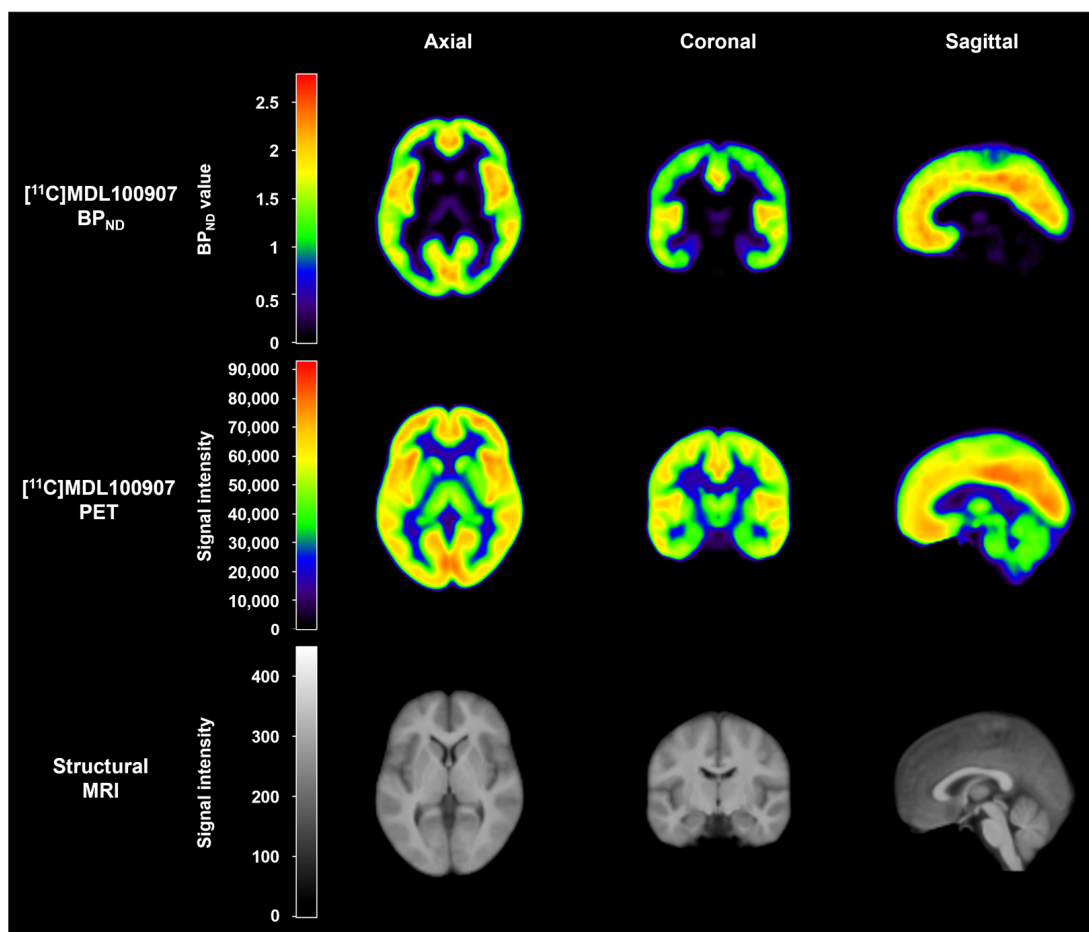 Axial
Coronal
Sagittal
[¹¹C]MDL100907
BP_ND
BP_ND value
2.5
2
1.5
1
0.5
0
[¹¹C]MDL100907
PET
Signal intensity
90,000
80,000
70,000
60,000
50,000
40,000
30,000
20,000
10,000
0
Structural
MRI
Signal intensity
400
300
200
100
0